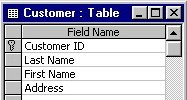 Customer : Table
Field Name
Customer ID
Last Name
First Name
Address